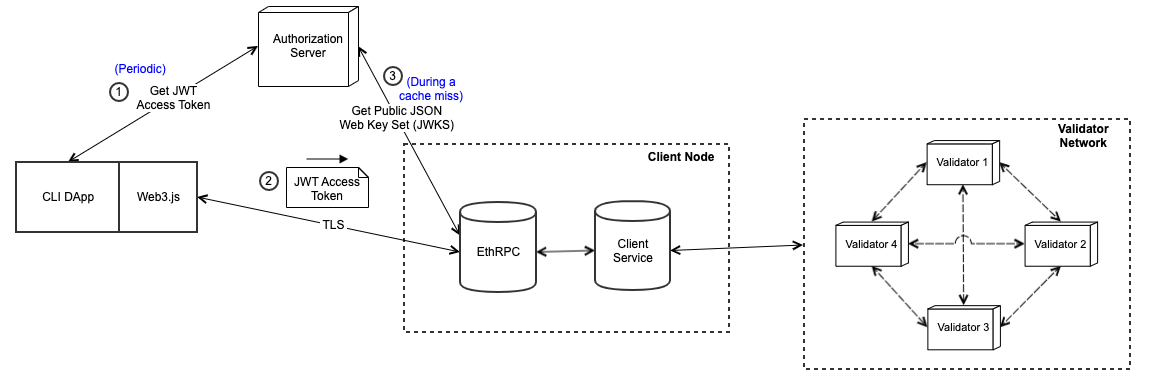 Authorization
Server
(Periodic)
1
Get JWT
Access Token
3
(During a
cache miss)
Get Public JSON
Web Key Set (JWKS)
CLI DApp
Web3.js
2
JWT Access
Token
TLS
Client Node
EthRPC
Client
Service
Validator
Network
Validator 1
Validator 4
Validator 2
Validator 3